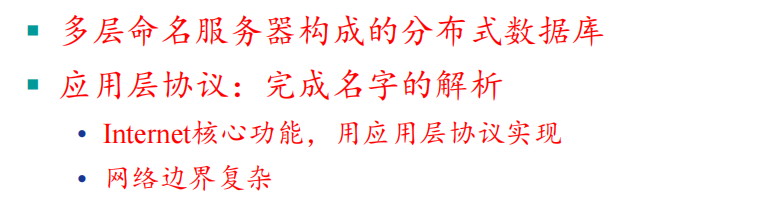 多层命名服务器构成的分布式数据库
应用层协议：完成名字的解析
Internet核心功能，用应用层协议实现
网络边界复杂